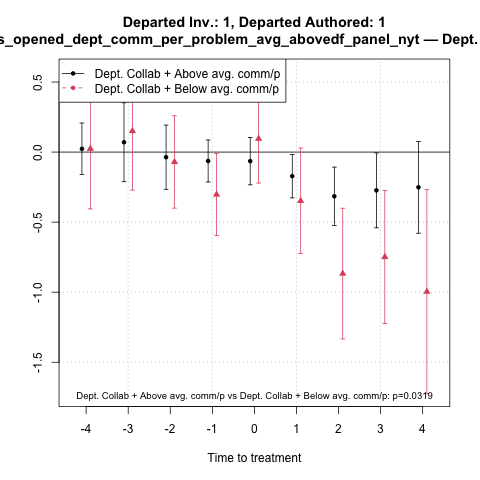 Departed Inv.: 1, Departed Authored: 1
s_opened_dept_comm_per_problem_avg_abovedf_panel_nyt — Dept.
Dept. Collab + Above avg. comm/p
Dept. Collab + Below avg. comm/p
0.5
0.0
-0.5
-1.0
-1.5
Dept. Collab + Above avg. comm/p vs Dept. Collab + Below avg. comm/p: p=0.0319
-4 -3 -2 -1 0 1 2 3 4
Time to treatment